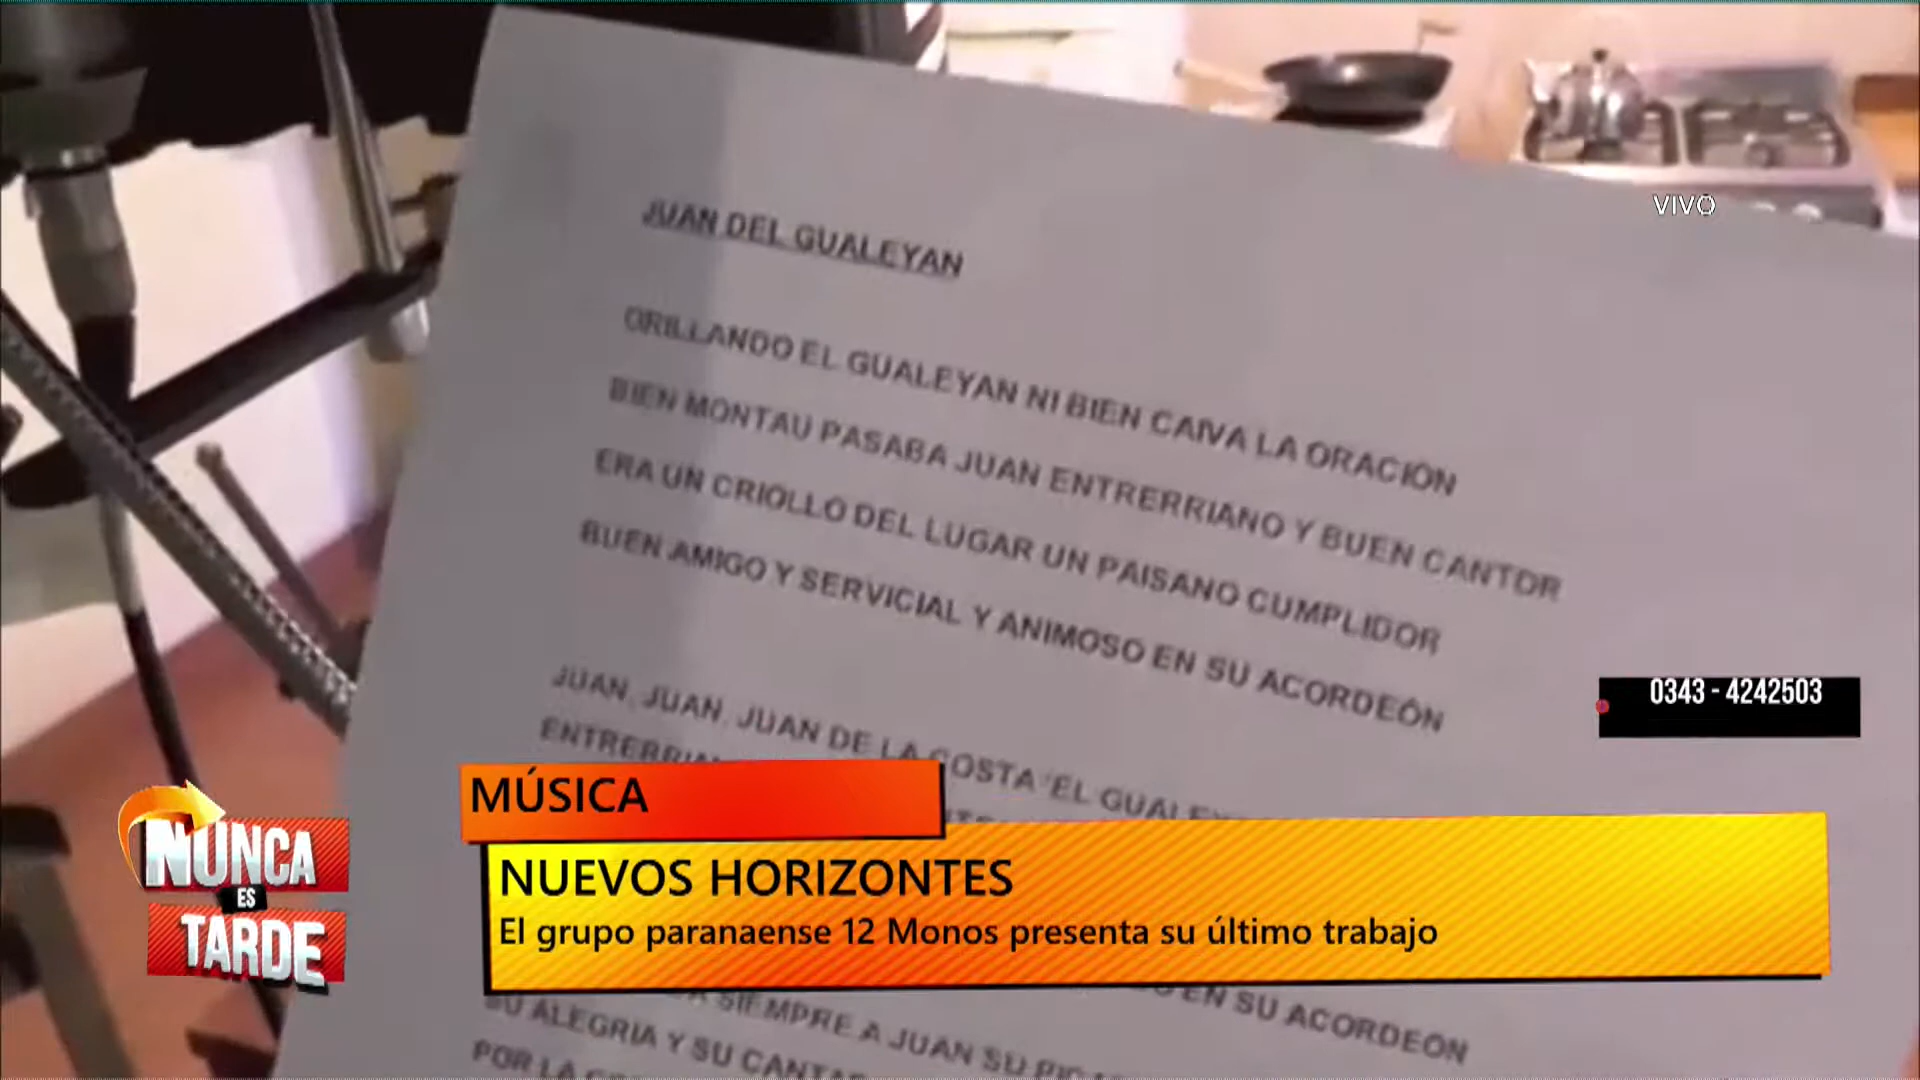 JUAN DEL GUALEYAN
VIVO
ORILLANDO EL GUALEYAN NI BIEN CAIVA LA ORACIÓN
BIEN MONTAU PASABA JUAN ENTRERRIANO Y BUEN CANTOR
ERA UN CRIOLLO DEL LUGAR UN PAISANO CUMPLIDOR
BUEN AMIGO Y SERVICIAL Y ANIMOSO EN SU ACORDEÓN
0343 - 4242503
JUAN, JUAN, JUAN DE LA COSTA 'EL
MÚSICA
NUEVOS HORIZONTES
El grupo paranaense 12 Monos presenta su último trabajo
NUNCA
ES
TARDE
EN SU ACORDEON
SIEMPRE A JUAN SU
SU ALEGRIA Y SU
POR LA